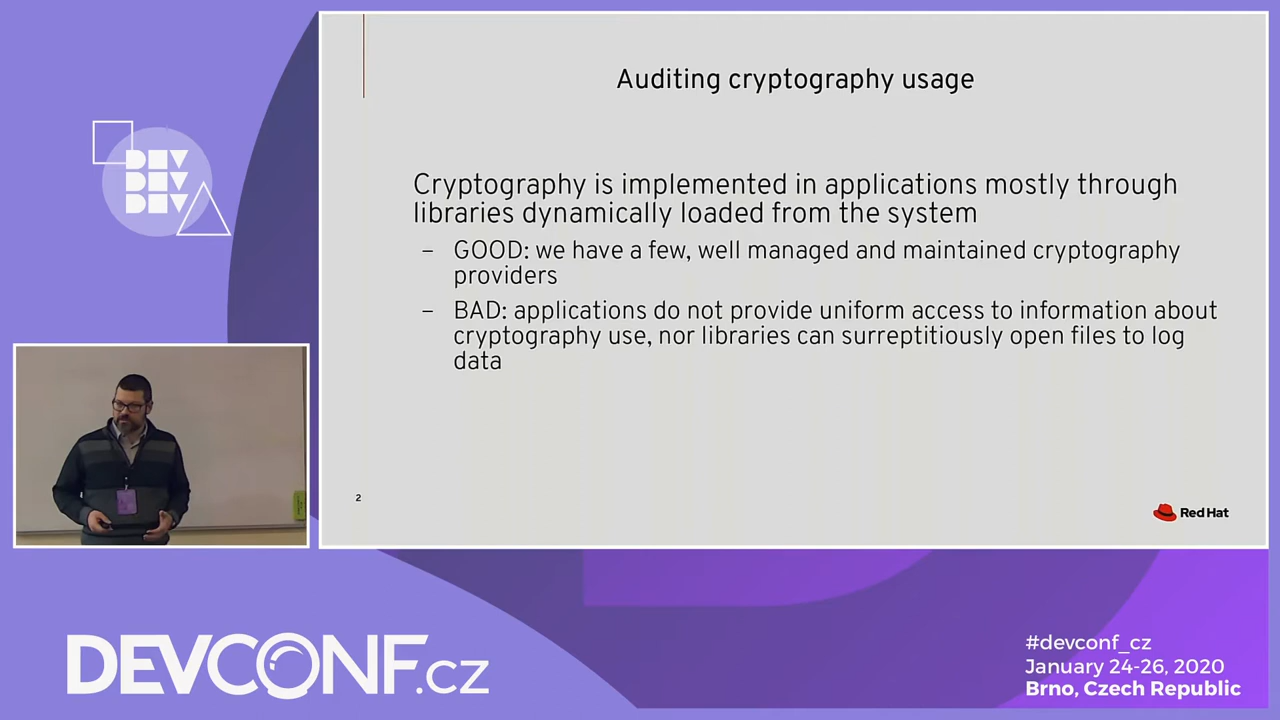 DEV
DEV
DEV
Auditing cryptography usage
Cryptography is implemented in applications mostly through
libraries dynamically loaded from the system
– GOOD: we have a few, well managed and maintained cryptography
providers
– BAD: applications do not provide uniform access to information about
cryptography use, nor libraries can surreptitiously open files to log
data
2
Red Hat
DEVCONF.cz
#devconf_cz
January 24-26, 2020
Brno, Czech Republic